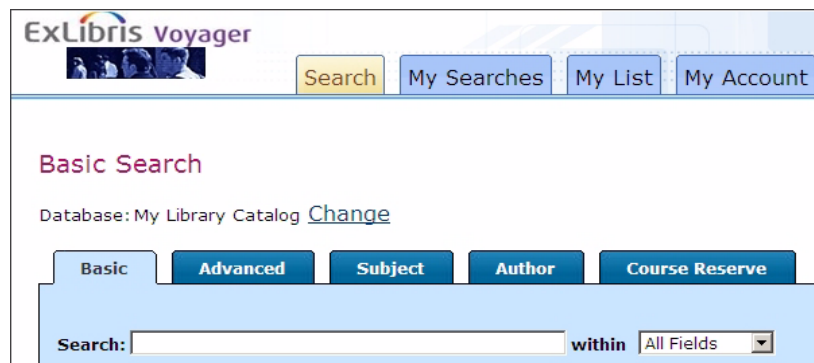 ExLibris Voyager
Search My Searches My List My Account
Basic Search
Database: My Library Catalog Change
Basic Advanced Subject Author Course Reserve
Search: within All Fields